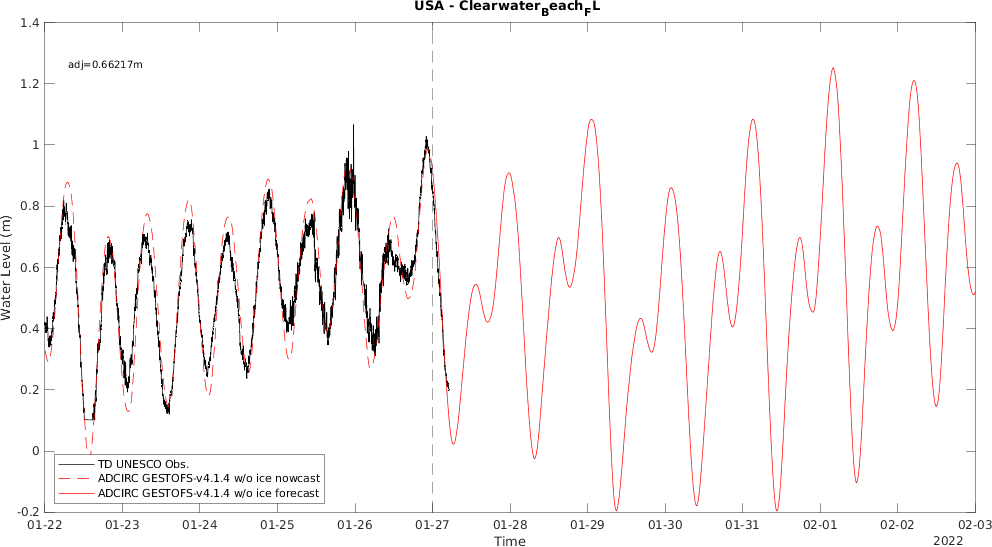 USA - Clearwater_Beach_FL
adj=0.66217m
Water Level (m)
1.4
1.2
1
0.8
0.6
0.4
0.2
0
-0.2
TD UNESCO Obs.
ADCIRC GESTOFS-v4.1.4 w/o ice nowcast
ADCIRC GESTOFS-v4.1.4 w/o ice forecast
01-22 01-23 01-24 01-25 01-26 01-27 01-28 01-29 01-30 01-31 02-01 02-02 02-03
Time
2022